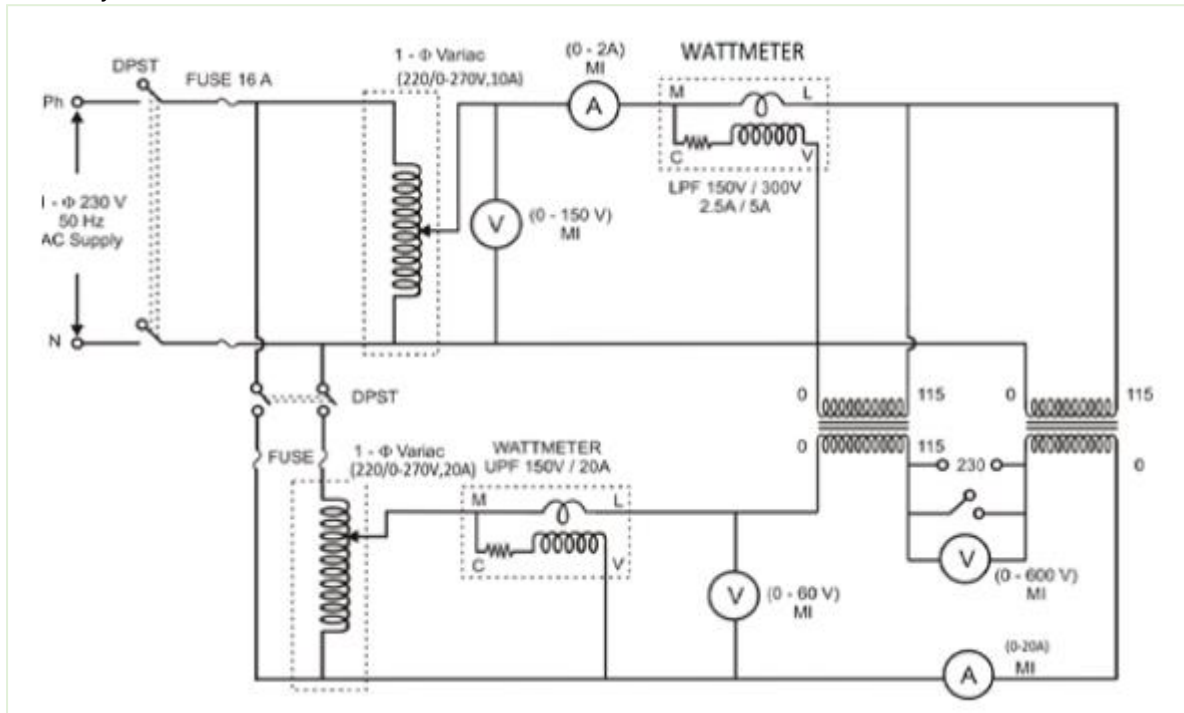 DPST
FUSE 16 A
1 - Φ Variac
(220/0-270V,10A)
(0 - 2A)
MI
A
WATTMETER
M
L
C
V
LPF 150V / 300V
2.5A / 5A
Ph
I - Φ 230 V
50 Hz
AC Supply
N
V
(0 - 150 V)
MI
DPST
FUSE
1 - Φ Variac
(220/0-270V,20A)
WATTMETER
UPF 150V / 20A
M
L
C
V
0
115
0
115
0
115
0
230
V
(0 - 600 V)
MI
V
(0 - 60 V)
MI
A
(0-20A)
MI